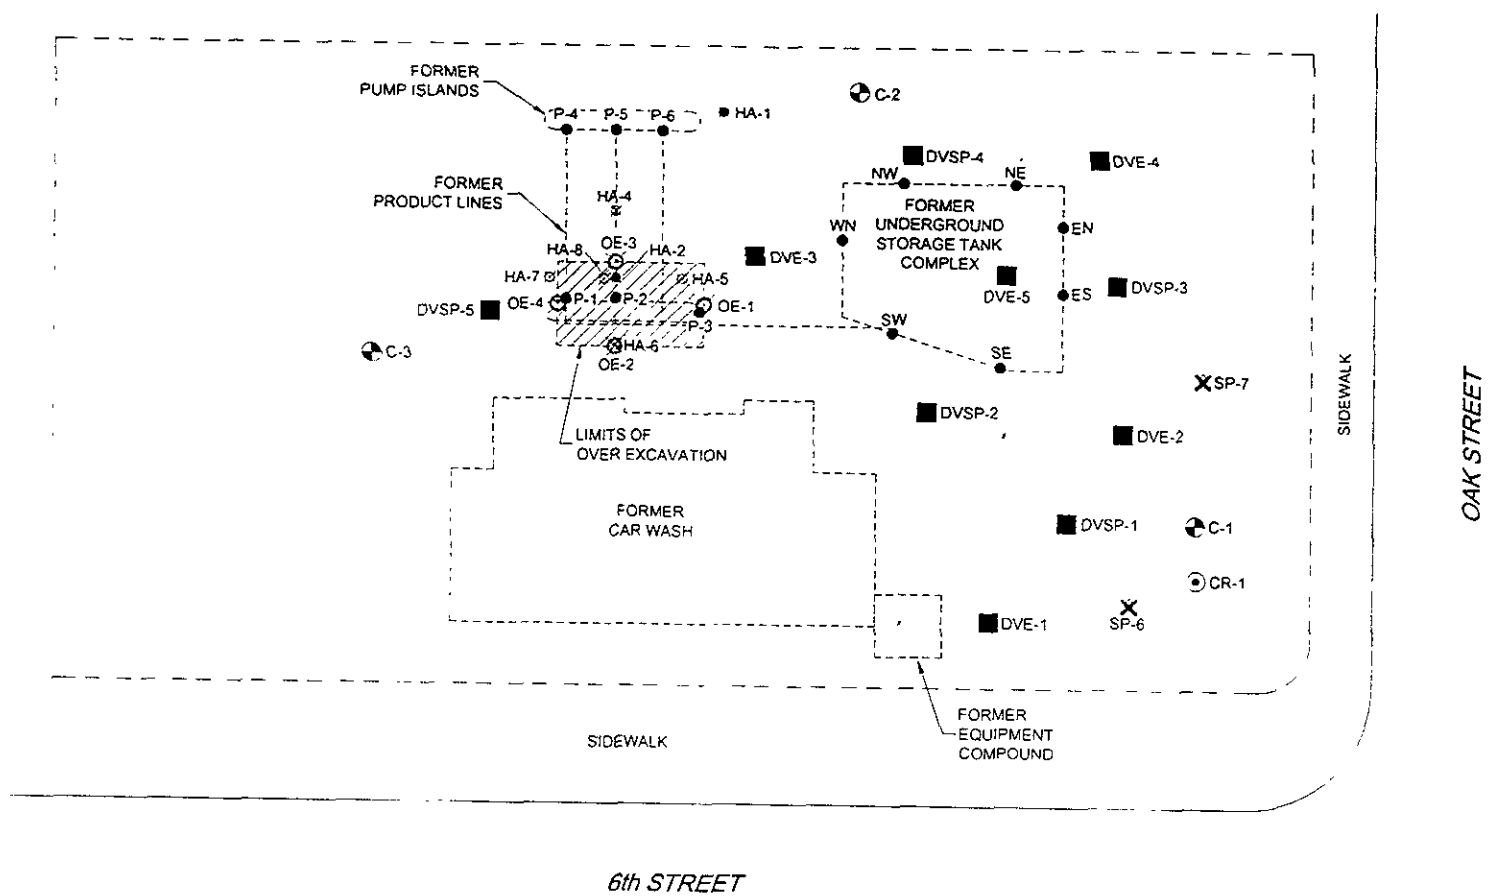 FORMER
PUMP ISLANDS
P-4
P-5
P-6
HA-1
C-2
DVSP-4
DVE-4
NW
NE
FORMER
PRODUCT LINES
HA-4
FORMER
UNDERGROUND
STORAGE TANK
COMPLEX
WN
EN
OE-3
HA-8
HA-2
DVE-3
HA-7
HA-5
DVE-5
ES
DVSP-3
DVSP-5
OE-4
P-1
P-2
OE-1
P-3
SW
HA-6
OE-2
C-3
SE
SP-7
SIDEWALK
OAK STREET
DVSP-2
DVE-2
LIMITS OF
OVER EXCAVATION
FORMER
CAR WASH
DVSP-1
C-1
CR-1
DVE-1
SP-6
FORMER
EQUIPMENT
COMPOUND
SIDEWALK
6th STREET